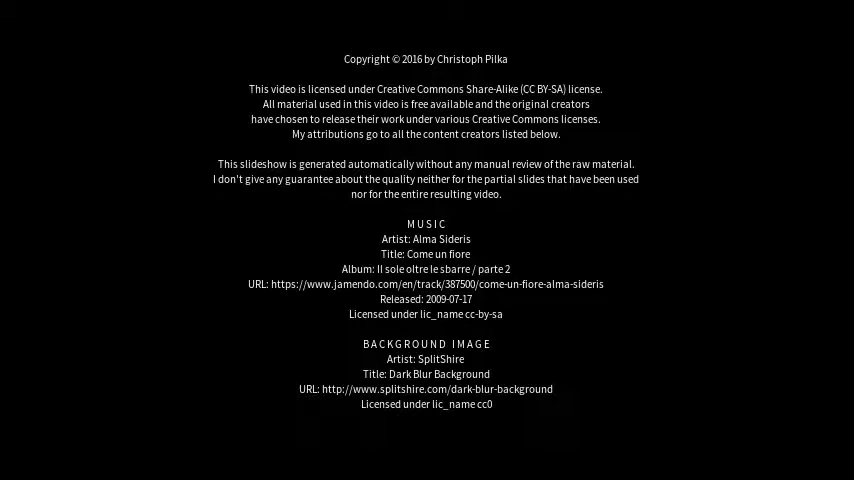 Copyright © 2016 by Christoph Pilka
This video is licensed under Creative Commons Share-Alike (CC BY-SA) license.
All material used in this video is free available and the original creators
have chosen to release their work under various Creative Commons licenses.
My attributions go to all the content creators listed below.
This slideshow is generated automatically without any manual review of the raw material.
I don't give any guarantee about the quality neither for the partial slides that have been used
nor for the entire resulting video.
MUSIC
Artist: Alma Sideris
Title: Come un fiore
Album: Il sole oltre le sbarre / parte 2
URL: https://www.jamendo.com/en/track/387500/come-un-fiore-alma-sideris
Released: 2009-07-17
Licensed under lic_name cc-by-sa
BACKGROUND IMAGE
Artist: SplitShire
Title: Dark Blur Background
URL: http://www.splitshire.com/dark-blur-background
Licensed under lic_name cc0